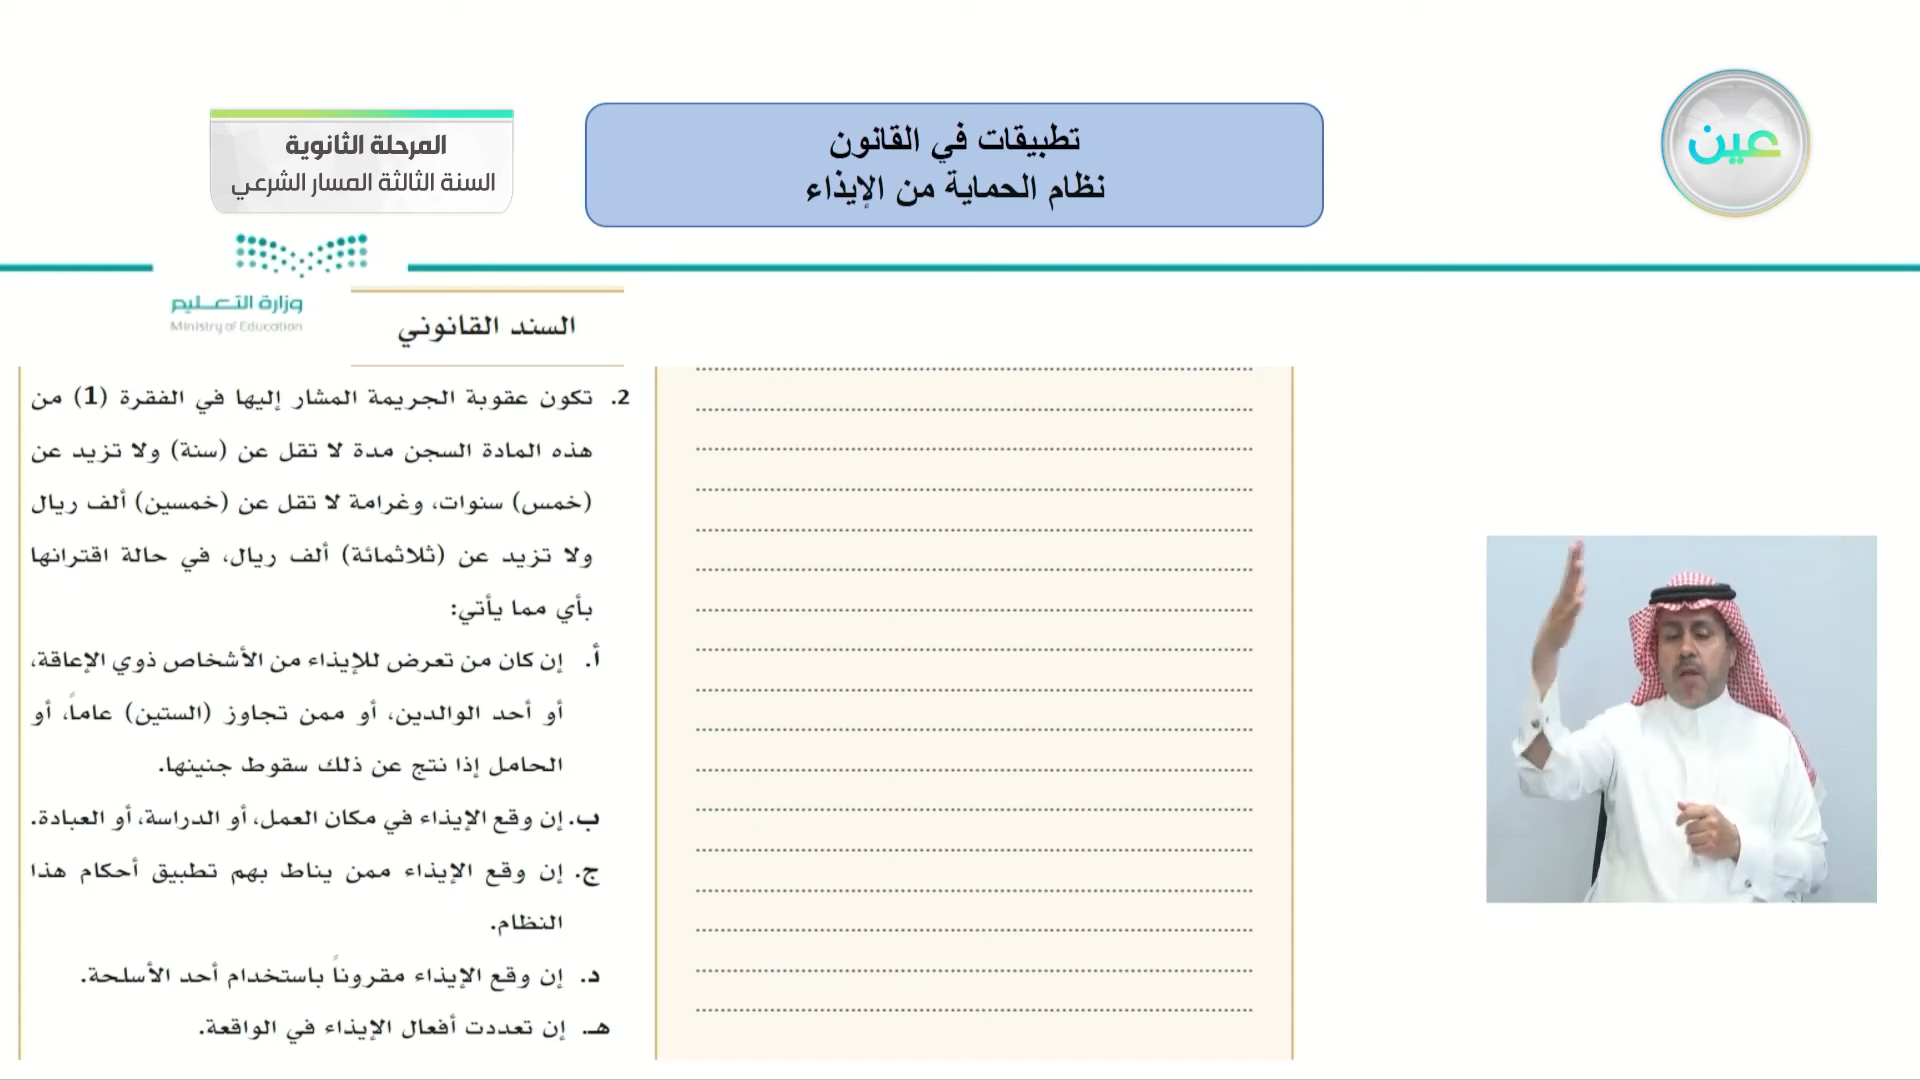 المرحلة الثانوية
السنة الثالثة المسار الشرعي
تطبيقات في القانون
نظام الحماية من الإيذاء
عين
وزارة التعليم
Ministry of Education
السند القانوني
2. تكون عقوبة الجريمة المشار إليها في الفقرة (1) من
هذه المادة السجن مدة لا تقل عن (سنة) ولا تزيد عن
(خمس) سنوات، وغرامة لا تقل عن (خمسين) ألف ريال
ولا تزيد عن (ثلاثمائة) ألف ريال، في حالة اقترانها
بأي مما يأتي:
أ. إن كان من تعرض للإيذاء من الأشخاص ذوي الإعاقة،
أو أحد الوالدين، أو ممن تجاوز (الستين) عاماً، أو
الحامل إذا نتج عن ذلك سقوط جنينها.
ب. إن وقع الإيذاء في مكان العمل، أو الدراسة، أو العبادة.
ج. إن وقع الإيذاء ممن يناط بهم تطبيق أحكام هذا
النظام.
د. إن وقع الإيذاء مقروناً باستخدام أحد الأسلحة.
هـ. إن تعددت أفعال الإيذاء في الواقعة.